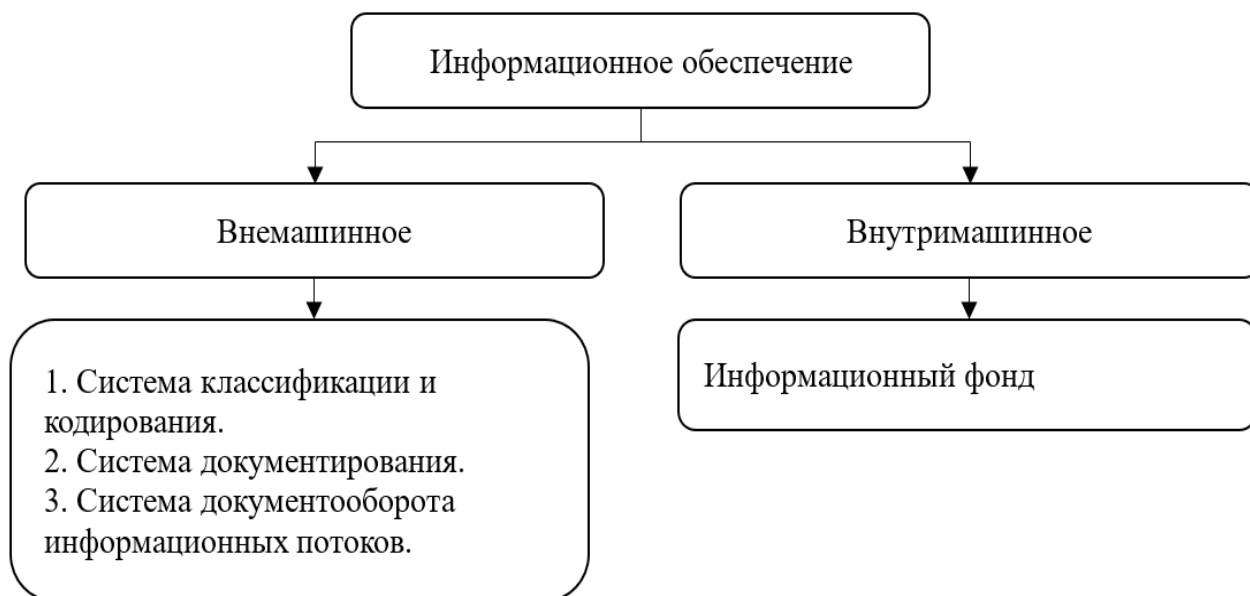 Информационное обеспечение
Внемашинное
Внутримашинное
1. Система классификации и
кодирования.
2. Система документирования.
3. Система документооборота
информационных потоков.
Информационный фонд